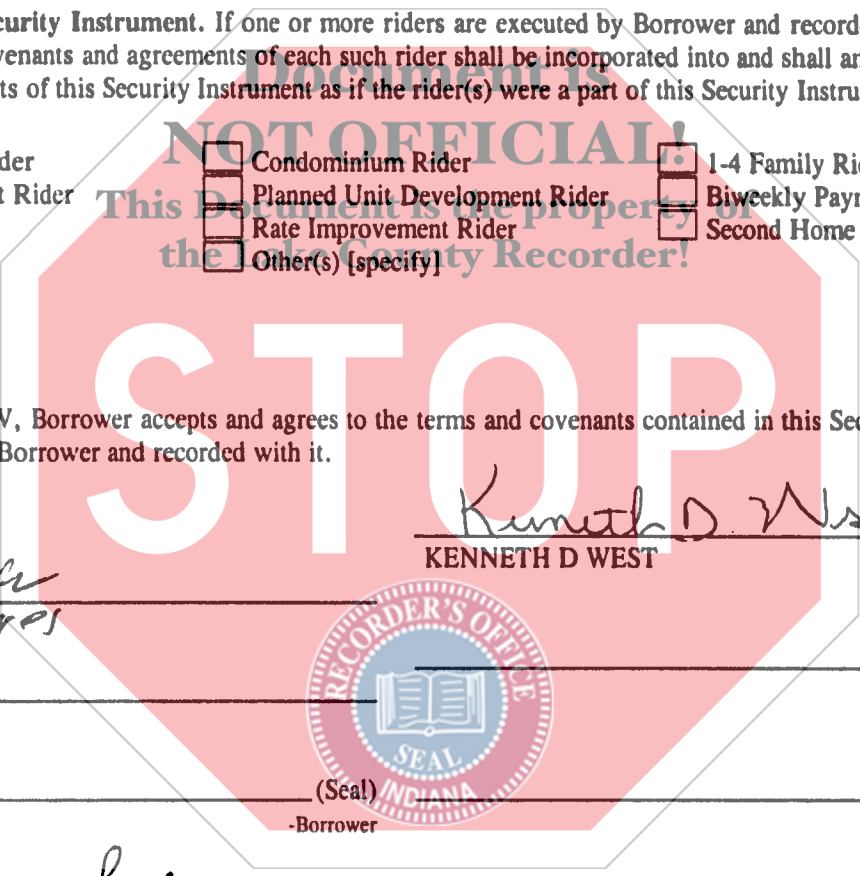 curity Instrument. If one or more riders are executed by Borrower and record
venants and agreements of each such rider shall be incorporated into and shall an
ts of this Security Instrument as if the rider(s) were a part of this Security Instru
Document is
NOT OFFICIAL!
This Document is the property of
the Lake County Recorder!
der Condominium Rider 1-4 Family Ri
t Rider Planned Unit Development Rider Biweekly Payn
Rate Improvement Rider Second Home
Other(s) [specify]
STOP
V, Borrower accepts and agrees to the terms and covenants contained in this Sec
Borrower and recorded with it.
Kenneth D. Wes
KENNETH D WEST
RECORDER'S OFFICE
SEAL
INDIANA
(Seal)
-Borrower